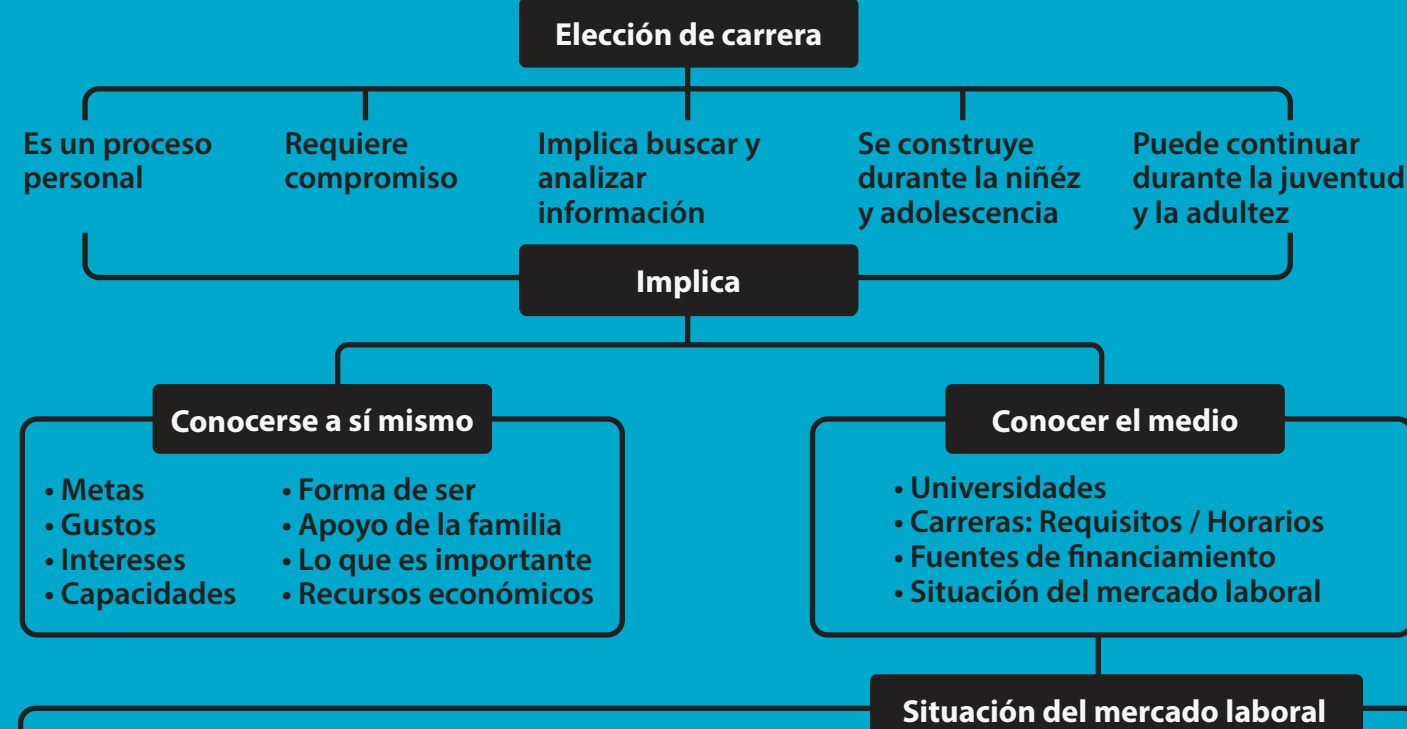 Elección de carrera
Es un proceso
personal
Requiere
compromiso
Implica buscar y
analizar
información
Se construye
durante la niñéz
y adolescencia
Puede continuar
durante la juventud
y la adultez
Implica
Conocerse a sí mismo
• Metas
• Gustos
• Intereses
• Capacidades
• Forma de ser
• Apoyo de la familia
• Lo que es importante
• Recursos económicos
Conocer el medio
• Universidades
• Carreras: Requisitos / Horarios
• Fuentes de financiamiento
• Situación del mercado laboral
Situación del mercado laboral